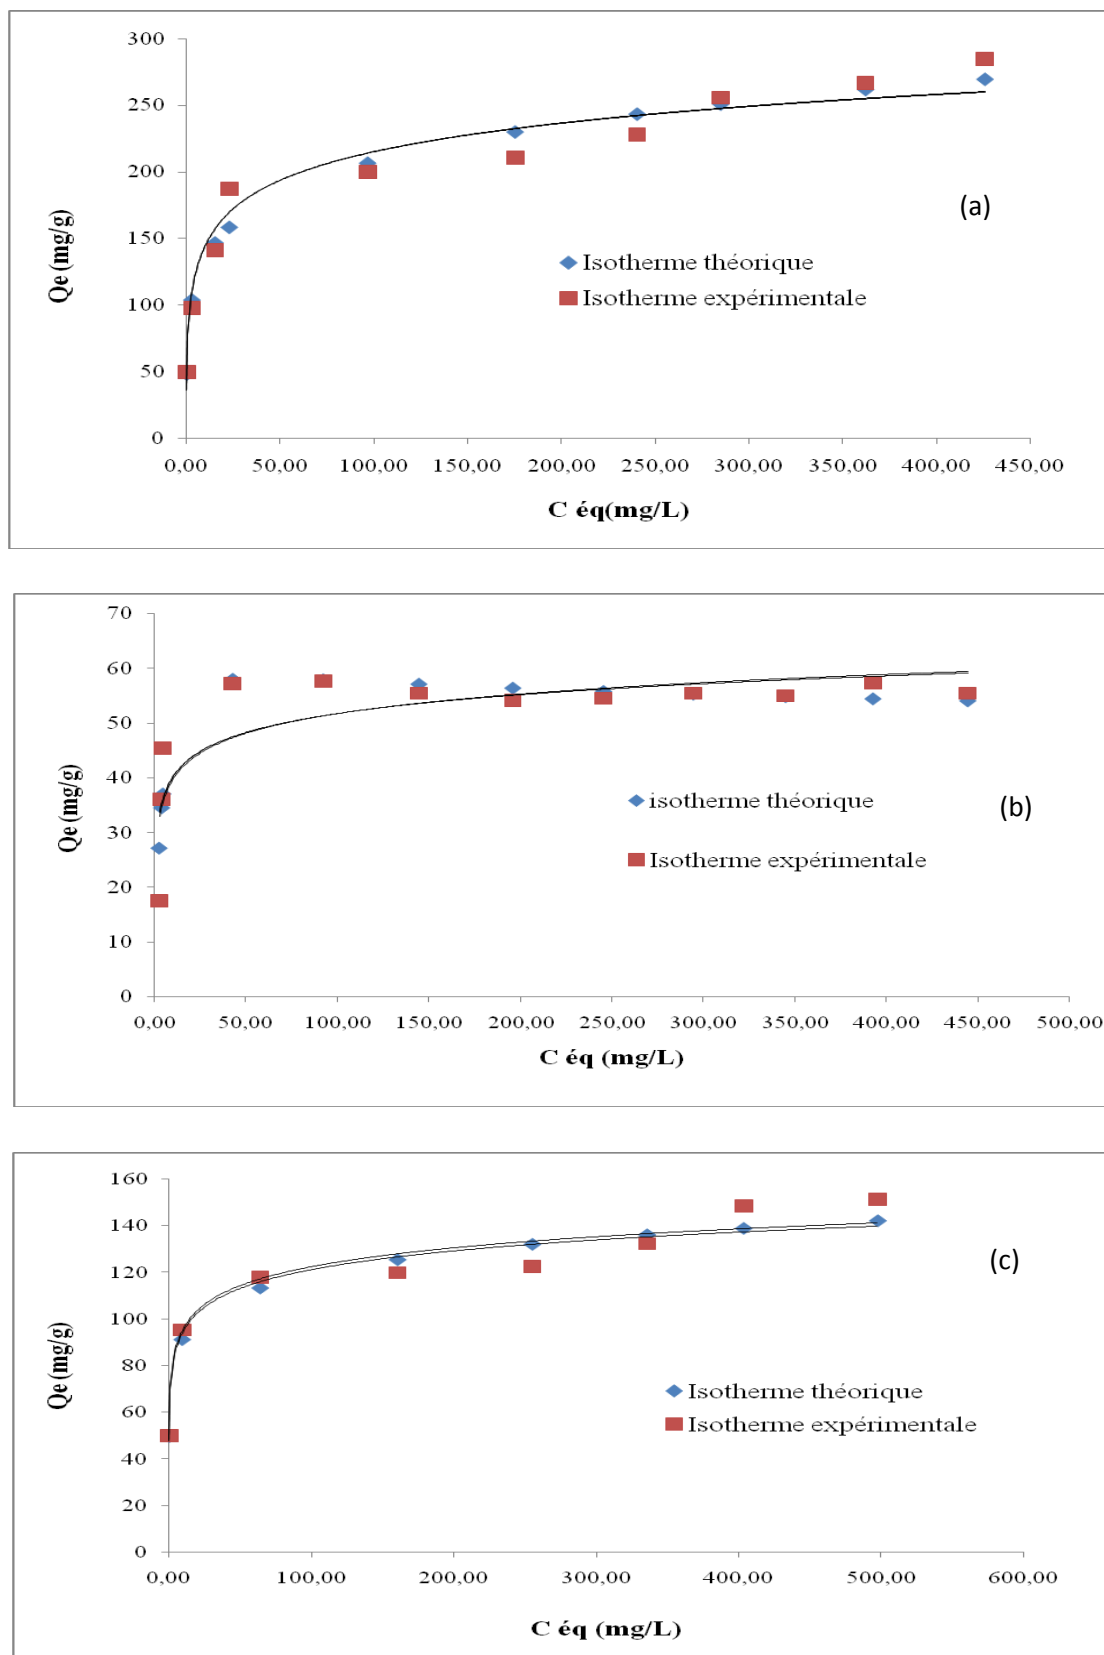 300
250
200
150
100
50
0
Qe (mg/g)
(a)
Isotherme théorique
Isotherme expérimentale
0,00 50,00 100,00 150,00 200,00 250,00 300,00 350,00 400,00 450,00
C éq(mg/L)
70
60
50
40
30
20
10
0
Qe (mg/g)
isotherme théorique
(b)
Isotherme expérimentale
0,00 50,00 100,00 150,00 200,00 250,00 300,00 350,00 400,00 450,00 500,00
C éq (mg/L)
160
140
120
100
80
60
40
20
0
Qe (mg/g)
(c)
Isotherme théorique
Isotherme expérimentale
0,00 100,00 200,00 300,00 400,00 500,00 600,00
C éq (mg/L)